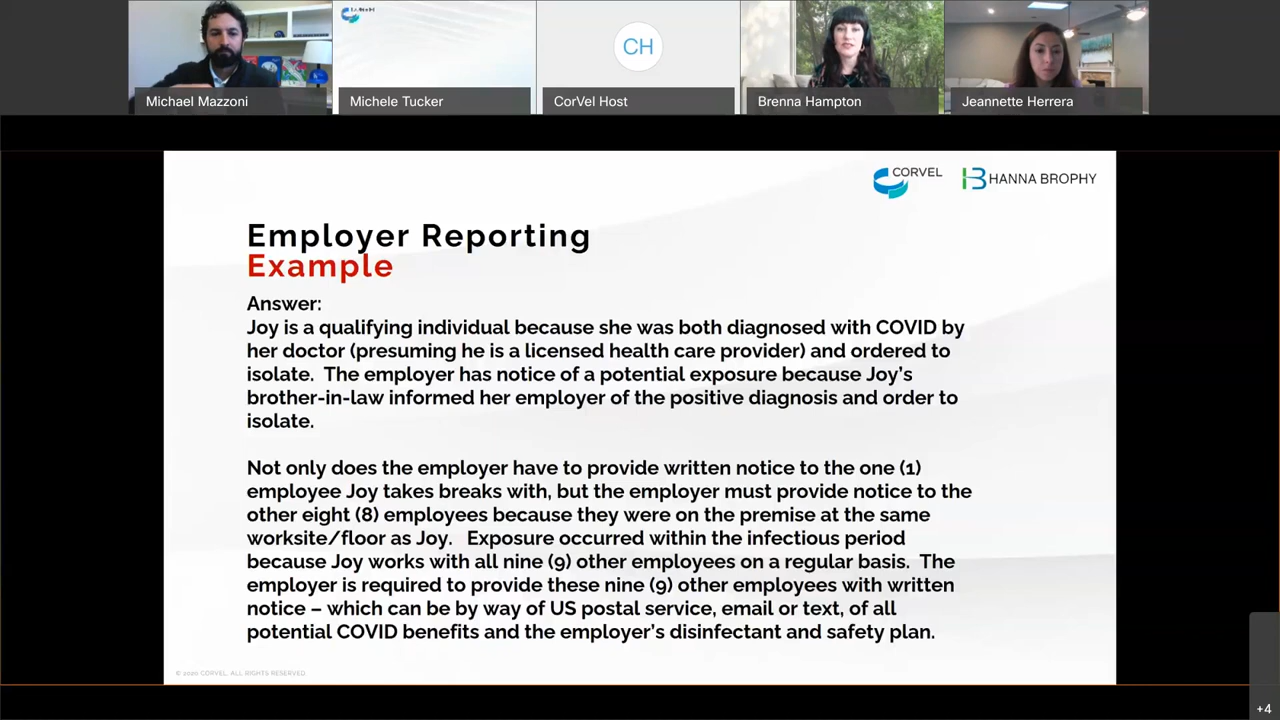 Michael Mazzoni
Michele Tucker
CH
CorVel Host
Brenna Hampton
Jeannette Herrera
CORVEL
HANNA BROPHY
Employer Reporting
Example
Answer:
Joy is a qualifying individual because she was both diagnosed with COVID by
her doctor (presuming he is a licensed health care provider) and ordered to
isolate.  The employer has notice of a potential exposure because Joy's
brother-in-law informed her employer of the positive diagnosis and order to
isolate.
Not only does the employer have to provide written notice to the one (1)
employee Joy takes breaks with, but the employer must provide notice to the
other eight (8) employees because they were on the premise at the same
worksite/floor as Joy.   Exposure occurred within the infectious period
because Joy works with all nine (9) other employees on a regular basis.  The
employer is required to provide these nine (9) other employees with written
notice – which can be by way of US postal service, email or text, of all
potential COVID benefits and the employer's disinfectant and safety plan.
© 2020 CORVEL. ALL RIGHTS RESERVED.
+4